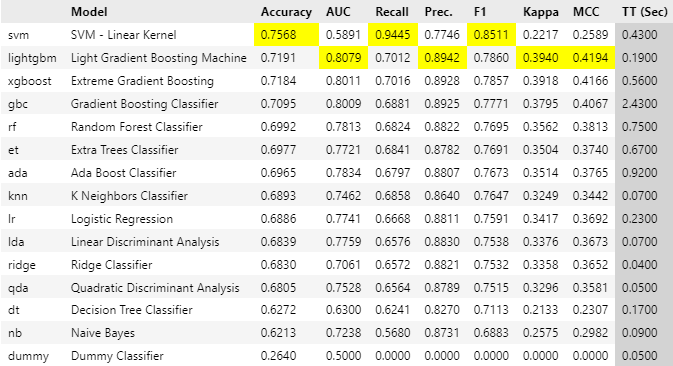 Model Accuracy AUC Recall Prec. F1 Kappa MCC TT (Sec)
svm SVM - Linear Kernel 0.7568 0.5891 0.9445 0.7746 0.8511 0.2217 0.2589 0.4300
lightgbm Light Gradient Boosting Machine 0.7191 0.8079 0.7012 0.8942 0.7860 0.3940 0.4194 0.1900
xgboost Extreme Gradient Boosting 0.7184 0.8011 0.7016 0.8928 0.7857 0.3918 0.4166 0.5600
gbc Gradient Boosting Classifier 0.7095 0.8009 0.6881 0.8925 0.7771 0.3795 0.4067 2.4300
rf Random Forest Classifier 0.6992 0.7813 0.6824 0.8822 0.7695 0.3562 0.3813 0.7500
et Extra Trees Classifier 0.6977 0.7721 0.6841 0.8782 0.7691 0.3504 0.3740 0.6700
ada Ada Boost Classifier 0.6965 0.7834 0.6797 0.8807 0.7673 0.3514 0.3765 0.9200
knn K Neighbors Classifier 0.6893 0.7462 0.6858 0.8640 0.7647 0.3249 0.3442 0.0700
lr Logistic Regression 0.6886 0.7741 0.6668 0.8811 0.7591 0.3417 0.3692 0.2300
lda Linear Discriminant Analysis 0.6839 0.7759 0.6576 0.8830 0.7538 0.3376 0.3673 0.0700
ridge Ridge Classifier 0.6830 0.7061 0.6572 0.8821 0.7532 0.3358 0.3652 0.0400
qda Quadratic Discriminant Analysis 0.6805 0.7528 0.6564 0.8789 0.7515 0.3296 0.3581 0.0500
dt Decision Tree Classifier 0.6272 0.6300 0.6241 0.8270 0.7113 0.2133 0.2307 0.1700
nb Naive Bayes 0.6213 0.7238 0.5680 0.8731 0.6883 0.2575 0.2982 0.0900
dummy Dummy Classifier 0.2640 0.5000 0.0000 0.0000 0.0000 0.0000 0.0000 0.0500